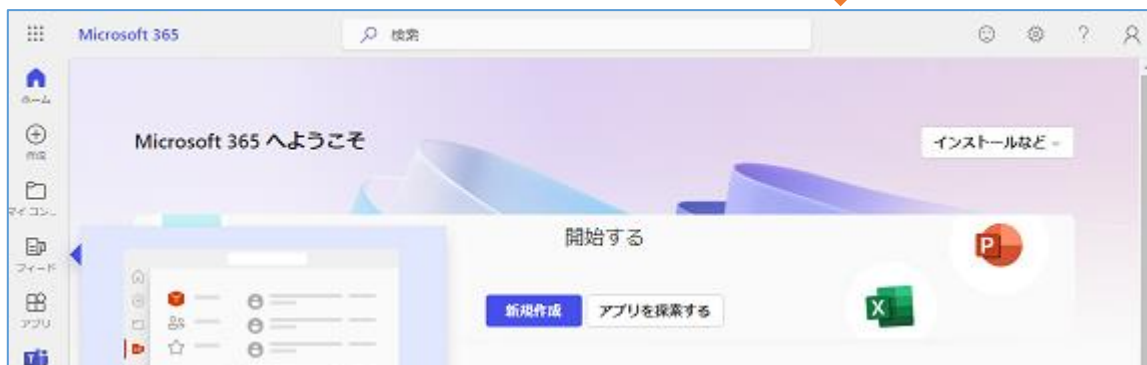 Microsoft 365
検索
ホーム
作成
マイ コン...
フィード
アプリ
Microsoft 365 へようこそ
インストールなど
開始する
新規作成
アプリを探索する
P
X